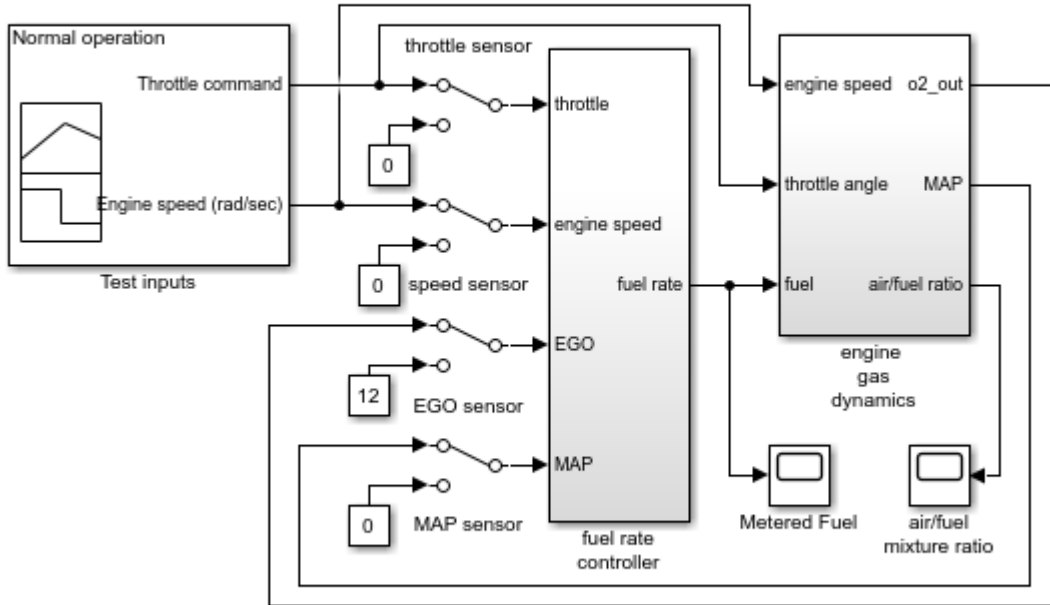 Normal operation
Throttle command
Engine speed (rad/sec)
Test inputs
throttle sensor
0
speed sensor
0
EGO sensor
12
MAP sensor
0
throttle
engine speed
EGO
MAP
fuel rate
fuel rate
controller
engine speed
throttle angle
fuel
o2_out
MAP
air/fuel ratio
engine
gas
dynamics
Metered Fuel
air/fuel
mixture ratio